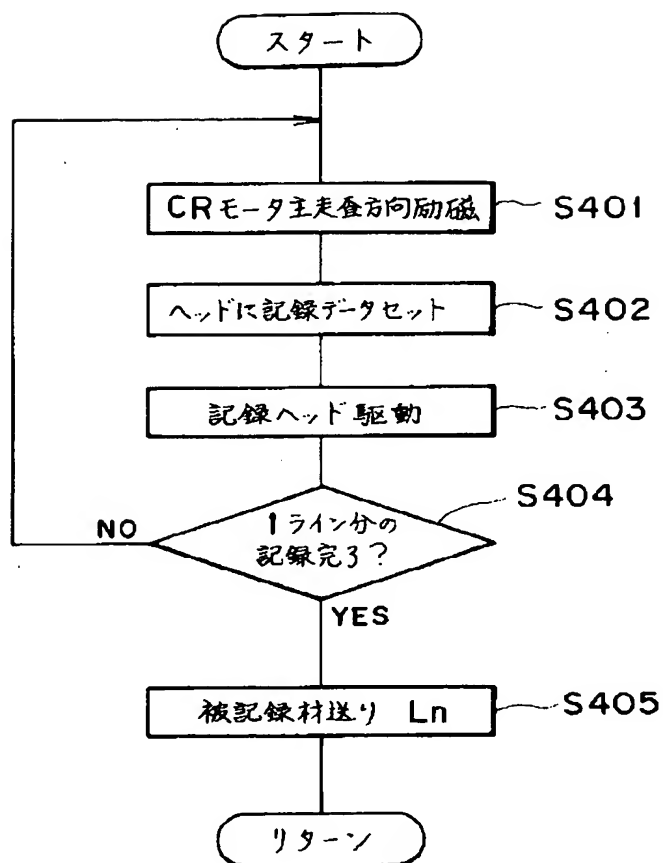 スタート
CRモータ主走査方向励磁 S401
ヘッドに記録データセット S402
記録ヘッド駆動 S403
S404
1ライン分の
NO
記録完了?
YES
被記録材送り Ln S405
リターン